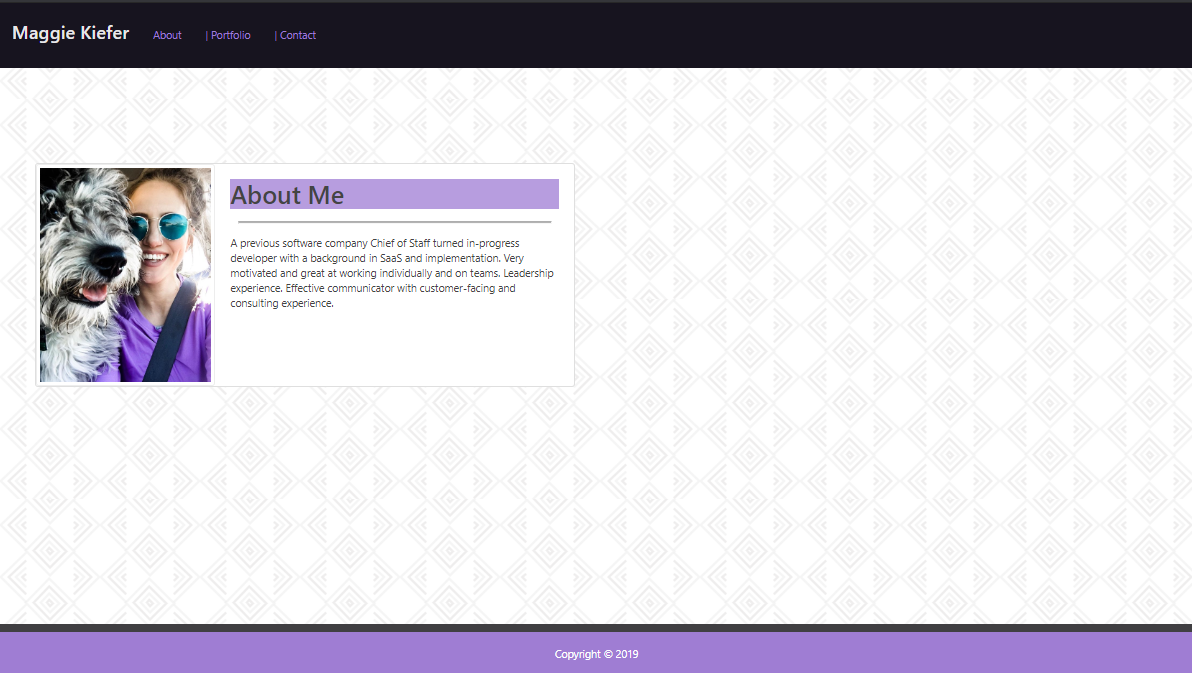 Maggie Kiefer About | Portfolio | Contact
About Me
A previous software company Chief of Staff turned in-progress
developer with a background in SaaS and implementation. Very
motivated and great at working individually and on teams. Leadership
experience. Effective communicator with customer-facing and
consulting experience.
Copyright © 2019